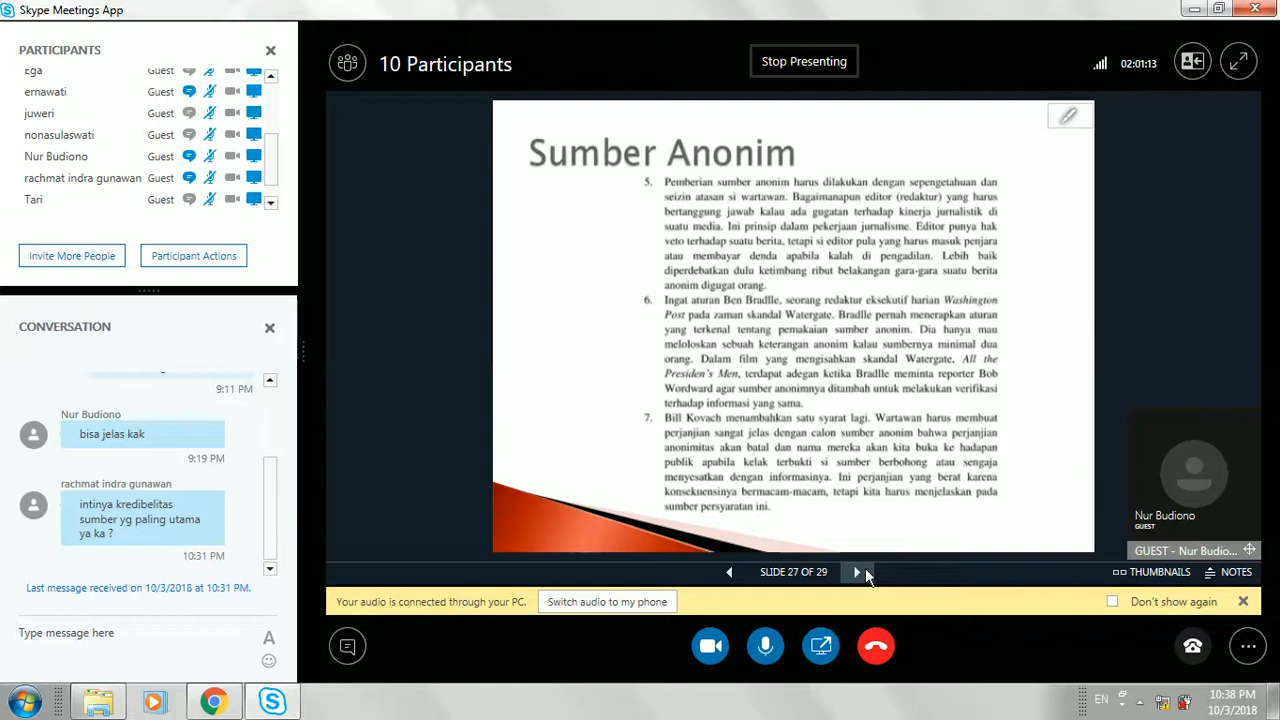 Skype Meetings App
PARTICIPANTS
Ega Guest
ernawati Guest
juweri Guest
nonasulaswati Guest
Nur Budiono Guest
rachmat indra gunawan Guest
Tari Guest
Invite More People Participant Actions
CONVERSATION
9:11 PM
Nur Budiono
bisa jelas kak
9:19 PM
rachmat indra gunawan
intinya kredibelitas
sumber yg paling utama
ya ka ?
10:31 PM
Last message received on 10/3/2018 at 10:31 PM.
Type message here
A
10 Participants
Stop Presenting
02:01:13
Sumber Anonim
5. Pemberian sumber anonim harus dilakukan dengan sepengetahuan dan
seizin atasan si wartawan. Bagaimanapun editor (redaktur) yang harus
bertanggung jawab kalau ada gugatan terhadap kinerja jurnalistik di
suatu media. Ini prinsip dalam pekerjaan jurnalisme. Editor punya hak
veto terhadap suatu berita, tetapi si editor pula yang harus masuk penjara
atau membayar denda apabila kalah di pengadilan. Lebih baik
diperdebatkan dulu ketimbang ribut belakangan gara-gara suatu berita
anonim digugat orang.
6. Ingat aturan Ben Bradlle, seorang redaktur eksekutif harian Washington
Post pada zaman skandal Watergate. Bradlle pernah menerapkan aturan
yang terkenal tentang pemakaian sumber anonim. Dia hanya mau
meloloskan sebuah keterangan anonim kalau sumbernya minimal dua
orang. Dalam film yang mengisahkan skandal Watergate, All the
Presiden's Men, terdapat adegan ketika Bradlle meminta reporter Bob
Wordward agar sumber anonimnya ditambah untuk melakukan verifikasi
terhadap informasi yang sama.
7. Bill Kovach menambahkan satu syarat lagi. Wartawan harus membuat
perjanjian sangat jelas dengan calon sumber anonim bahwa perjanjian
anonimitas akan batal dan nama mereka akan kita buka ke hadapan
publik apabila kelak terbukti si sumber berbohong atau sengaja
menyesatkan dengan informasinya. Ini perjanjian yang berat karena
konsekuensinya bermacam-macam, tetapi kita harus menjelaskan pada
sumber persyaratan ini.
Nur Budiono
GUEST
GUEST - Nur Budio...
SLIDE 27 OF 29
THUMBNAILS NOTES
Your audio is connected through your PC. Switch audio to my phone Don't show again
EN
10:38 PM
10/3/2018